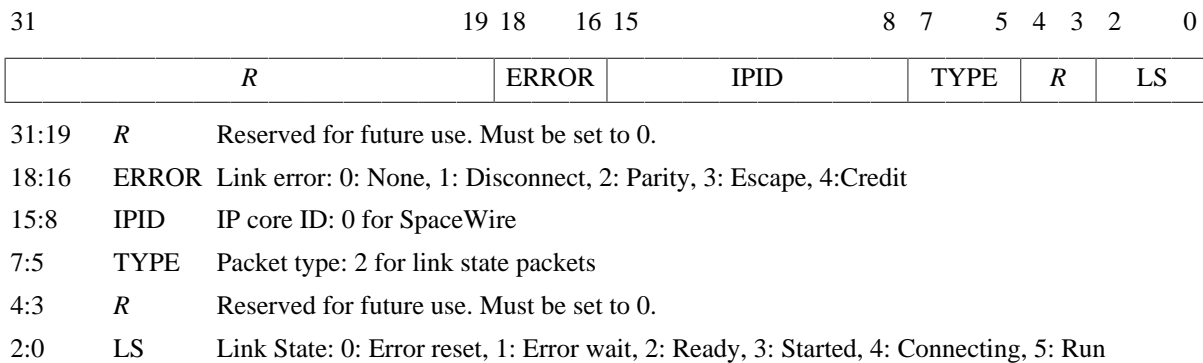 31 19 18 16 15 8 7 5 4 3 2 0
R ERROR IPID TYPE R LS
31:19 R Reserved for future use. Must be set to 0.
18:16 ERROR Link error: 0: None, 1: Disconnect, 2: Parity, 3: Escape, 4:Credit
15:8 IPID IP core ID: 0 for SpaceWire
7:5 TYPE Packet type: 2 for link state packets
4:3 R Reserved for future use. Must be set to 0.
2:0 LS Link State: 0: Error reset, 1: Error wait, 2: Ready, 3: Started, 4: Connecting, 5: Run